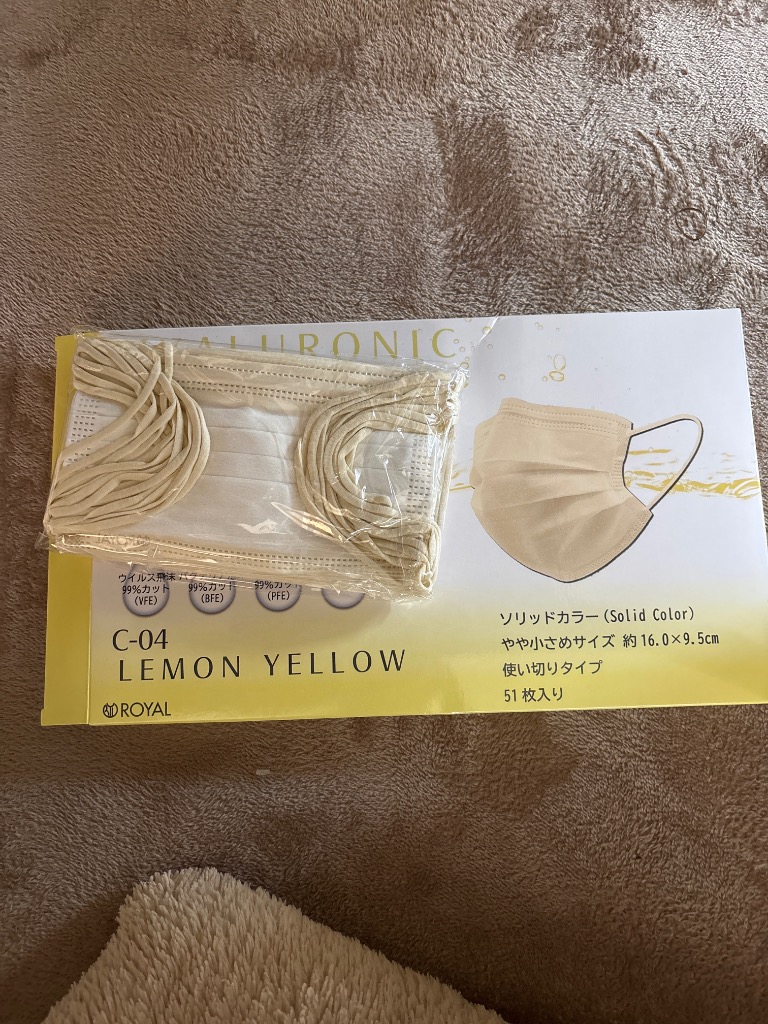 HYALURONIC
ウイルス飛沫
99%カット 99%カット 99%カット
(VFE) (BFE) (PFE)
C-04
LEMON YELLOW
ROYAL
ソリッドカラー(Solid Color)
やや小さめサイズ 約16.0×9.5cm
使い切りタイプ
51枚入り